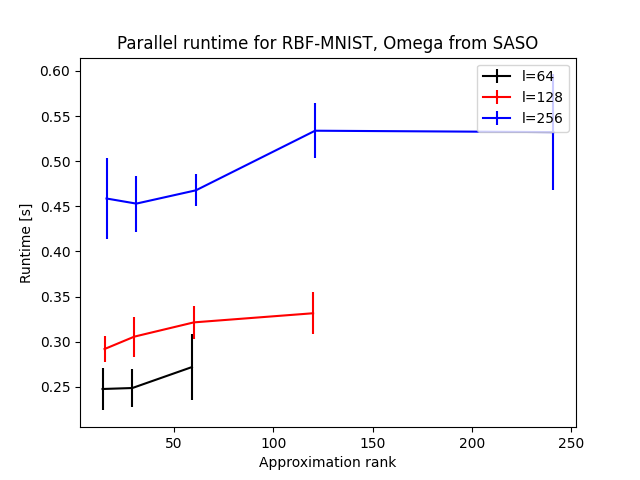 Parallel runtime for RBF-MNIST, Omega from SASO
l=64
l=128
l=256
0.60
0.55
0.50
0.45
0.40
0.35
0.30
0.25
Runtime [s]
50
100
150
200
250
Approximation rank